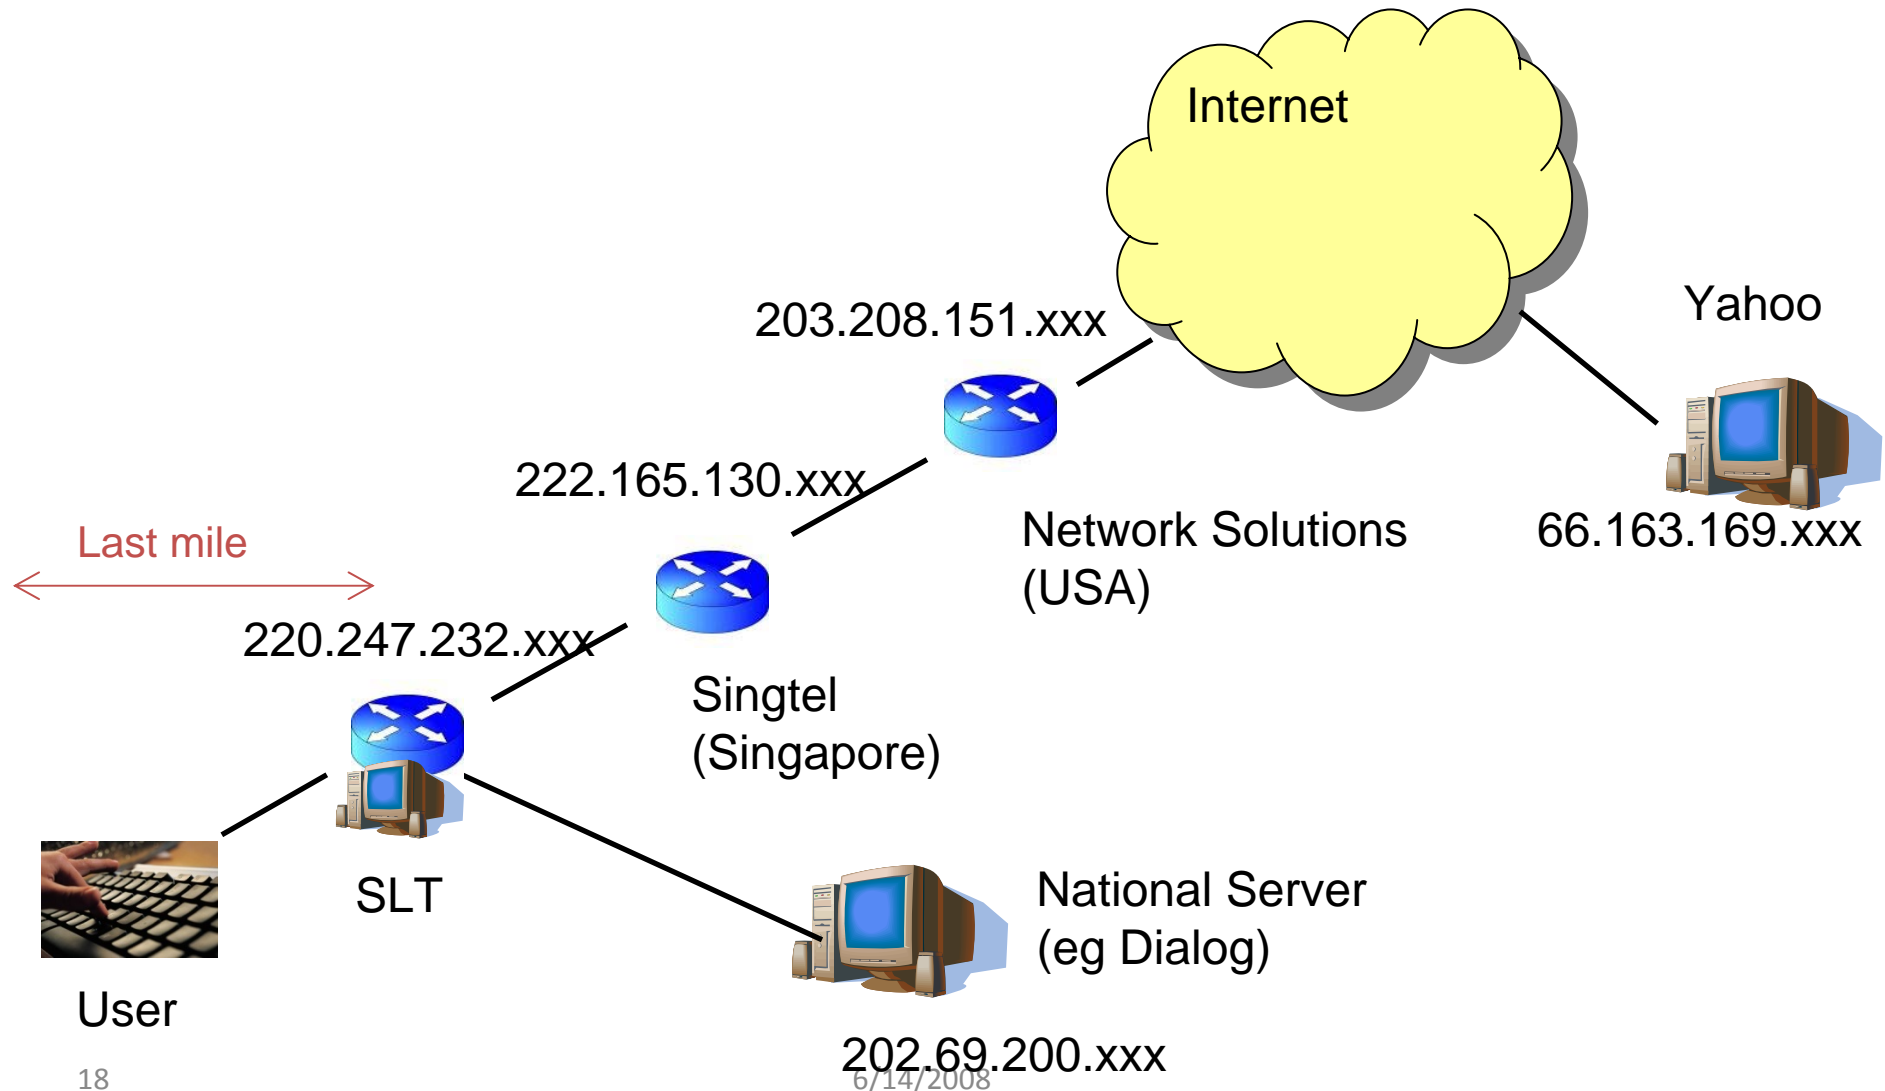 Internet
Yahoo
203.208.151.xxx
222.165.130.xxx
Network Solutions
(USA)
66.163.169.xxx
Last mile
220.247.232.xxx
Singtel
(Singapore)
SLT
National Server
(eg Dialog)
User
202.69.200.xxx
18
6/14/2008